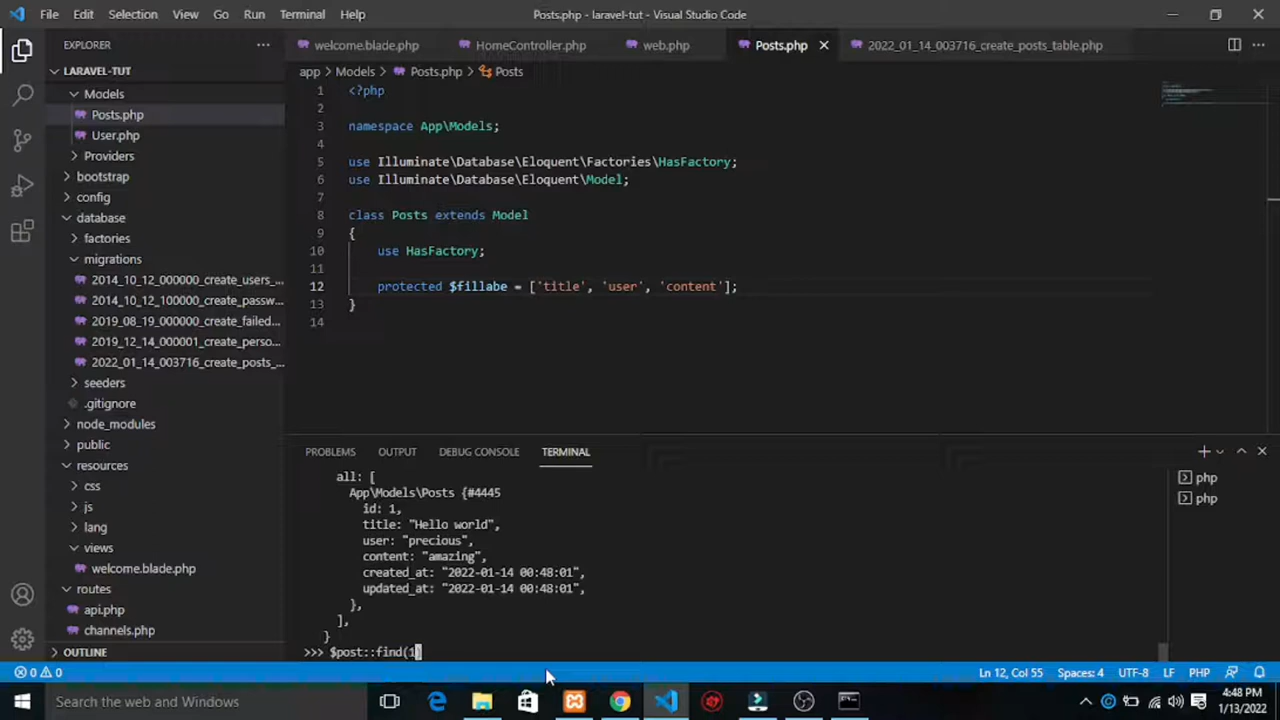 File Edit Selection View Go Run Terminal Help Posts.php - laravel-tut - Visual Studio Code
EXPLORER ··· welcome.blade.php HomeController.php web.php Posts.php 2022_01_14_003716_create_posts_table.php ···
LARAVEL-TUT
app > Models > Posts.php > Posts
Models
Posts.php
User.php
Providers
bootstrap
config
database
factories
migrations
2014_10_12_000000_create_users_...
2014_10_12_100000_create_passw...
2019_08_19_000000_create_failed...
2019_12_14_000001_create_perso...
2022_01_14_003716_create_posts_...
seeders
.gitignore
node_modules
public
resources
css
js
lang
views
welcome.blade.php
routes
api.php
channels.php
OUTLINE
1 <?php
2
3 namespace App\Models;
4
5 use Illuminate\Database\Eloquent\Factories\HasFactory;
6 use Illuminate\Database\Eloquent\Model;
7
8 class Posts extends Model
9 {
10 use HasFactory;
11
12 protected $fillabe = ['title', 'user', 'content'];
13 }
14
PROBLEMS OUTPUT DEBUG CONSOLE TERMINAL
all: [
App\Models\Posts {#4445
id: 1,
title: "Hello world",
user: "precious",
content: "amazing",
created_at: "2022-01-14 00:48:01",
updated_at: "2022-01-14 00:48:01",
},
],
}
>>> $post::find(1)
php
php
0 0 Ln 12, Col 55 Spaces: 4 UTF-8 LF PHP
Search the web and Windows
4:48 PM
1/13/2022